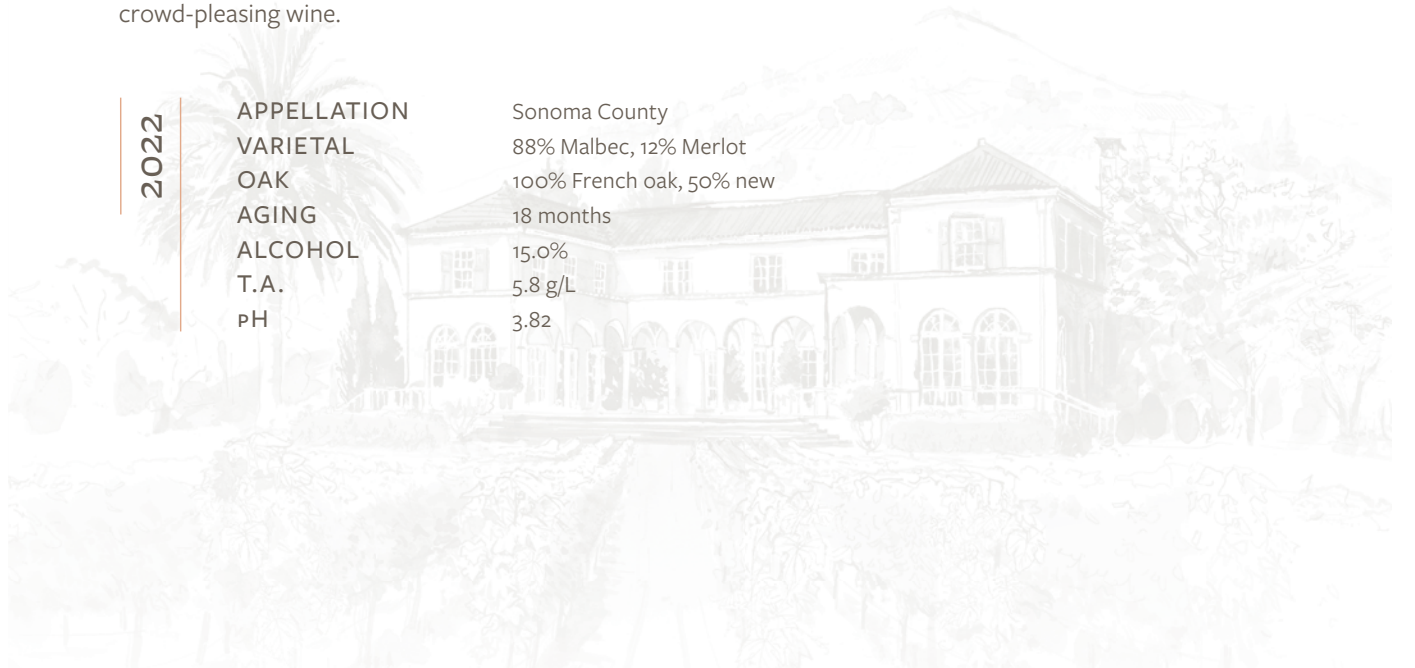 crowd-pleasing wine.
2022
APPELLATION Sonoma County
VARIETAL 88% Malbec, 12% Merlot
OAK 100% French oak, 50% new
AGING 18 months
ALCOHOL 15.0%
T.A. 5.8 g/L
pH 3.82